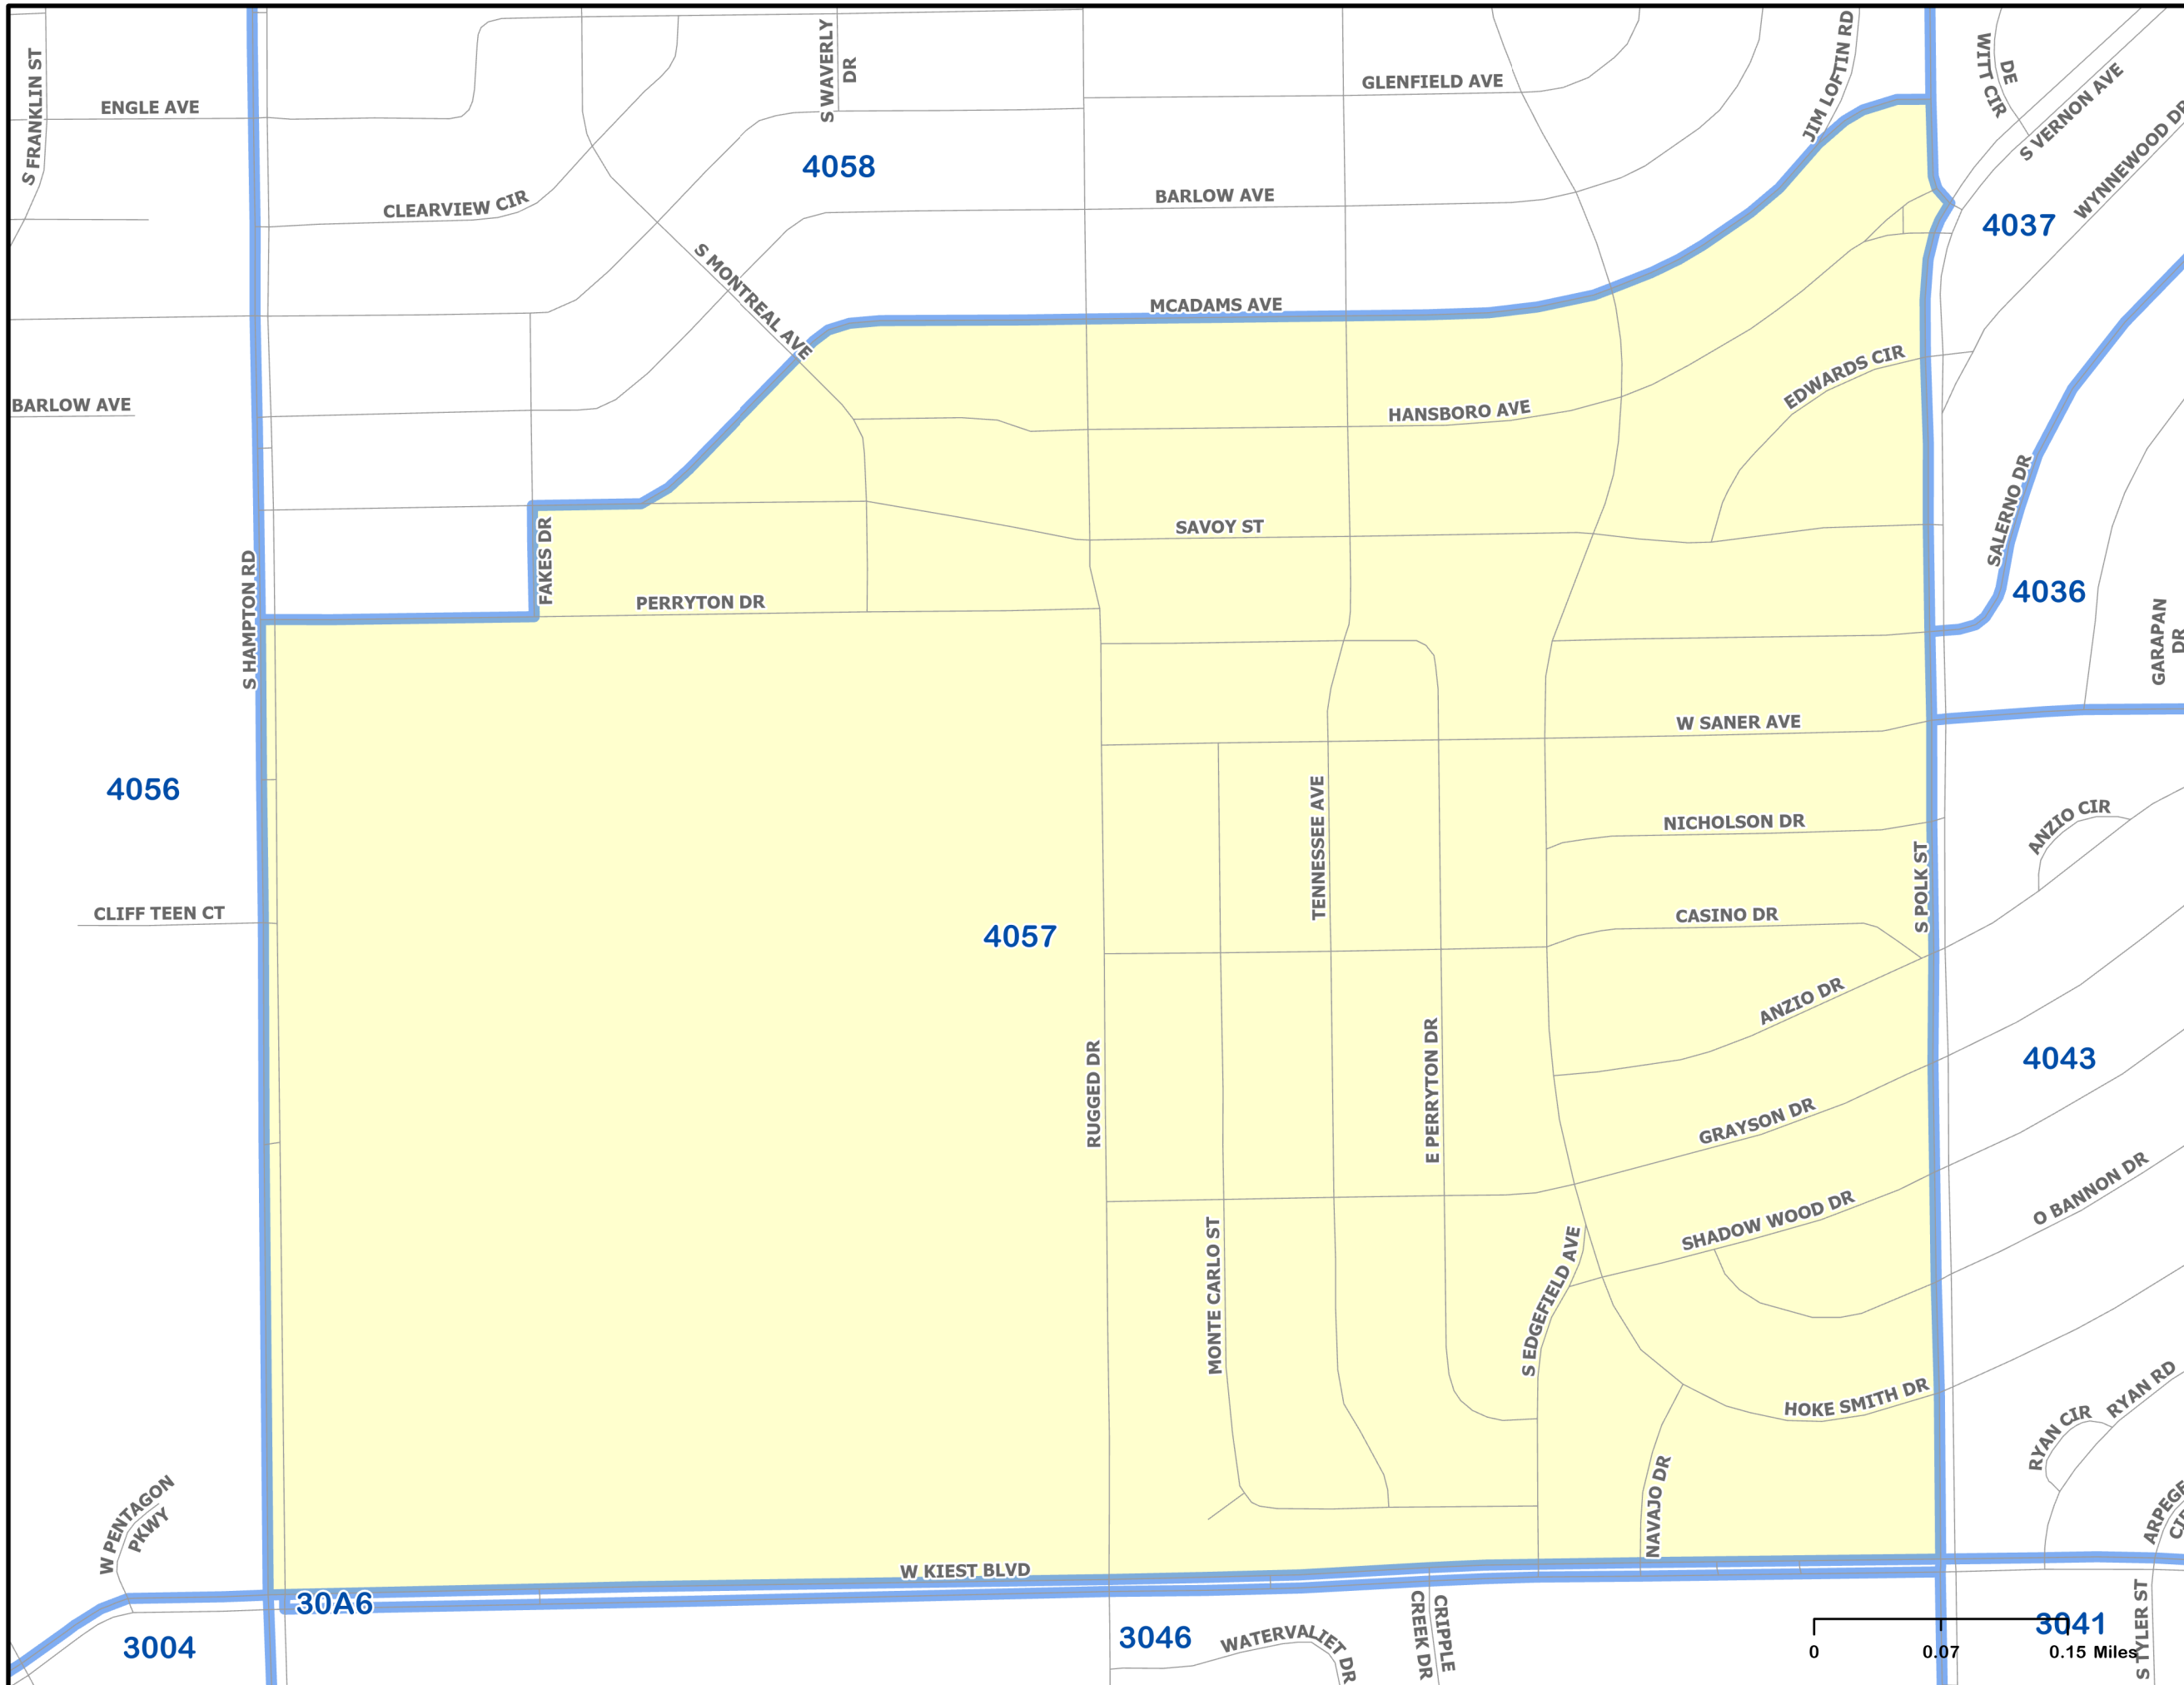 S FRANKLIN ST
ENGLE AVE
S WAVERLY
DR
GLENFIELD AVE
JIM LOFTIN RD
DE
WITT CIR
S VERNON AVE
WYNNEWOOD DR
4058
CLEARVIEW CIR
BARLOW AVE
4037
S MONTREAL AVE
MCADAMS AVE
EDWARDS CIR
BARLOW AVE
HANSBORO AVE
SAVOY ST
SALERNO DR
FAKES DR
S HAMPTON RD
PERRYTON DR
4036
GARAPAN
DR
W SANER AVE
4056
TENNESSEE AVE
NICHOLSON DR
ANZIO CIR
S POLK ST
CLIFF TEEN CT
4057
CASINO DR
ANZIO DR
RUGGED DR
E PERRYTON DR
4043
GRAYSON DR
MONTE CARLO ST
SHADOW WOOD DR
O BANNON DR
S EDGEFIELD AVE
HOKE SMITH DR
RYAN CIR
RYAN RD
W PENTAGON
PKWY
NAVAJO DR
ARPEGE
CIR
W KIEST BLVD
30A6
3004
3046
WATERVALIET DR
CRIPPLE
CREEK DR
3041
S TYLER ST
0
0.07
0.15 Miles